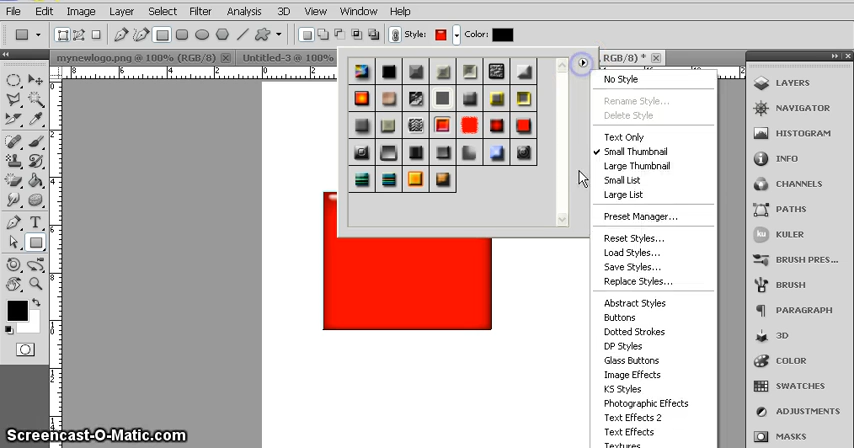 File Edit Image Layer Select Filter Analysis 3D View Window Help
Style: Color:
mynewlogo.png @ 100% (RGB/8) Untitled-3 @ 100% RGB/8) *
No Style
Rename Style...
Delete Style
Text Only
Small Thumbnail
Large Thumbnail
Small List
Large List
Preset Manager...
Reset Styles...
Load Styles...
Save Styles...
Replace Styles...
Abstract Styles
Buttons
Dotted Strokes
DP Styles
Glass Buttons
Image Effects
KS Styles
Photographic Effects
Text Effects 2
Text Effects
Textures
LAYERS
NAVIGATOR
HISTOGRAM
INFO
CHANNELS
PATHS
ku KULER
BRUSH PRES...
BRUSH
PARAGRAPH
3D
COLOR
SWATCHES
ADJUSTMENTS
MASKS
Screencast-O-Matic.com